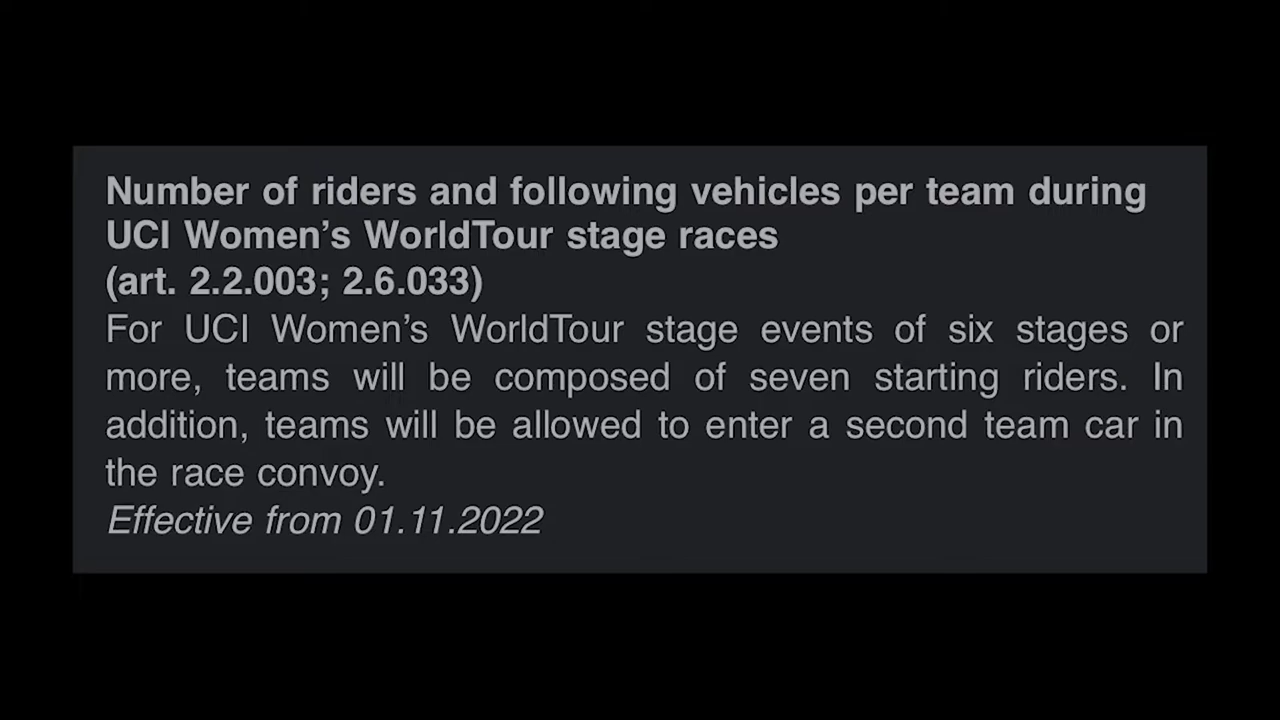 Number of riders and following vehicles per team during
UCI Women's WorldTour stage races
(art. 2.2.003; 2.6.033)
For UCI Women's WorldTour stage events of six stages or
more, teams will be composed of seven starting riders. In
addition, teams will be allowed to enter a second team car in
the race convoy.
Effective from 01.11.2022